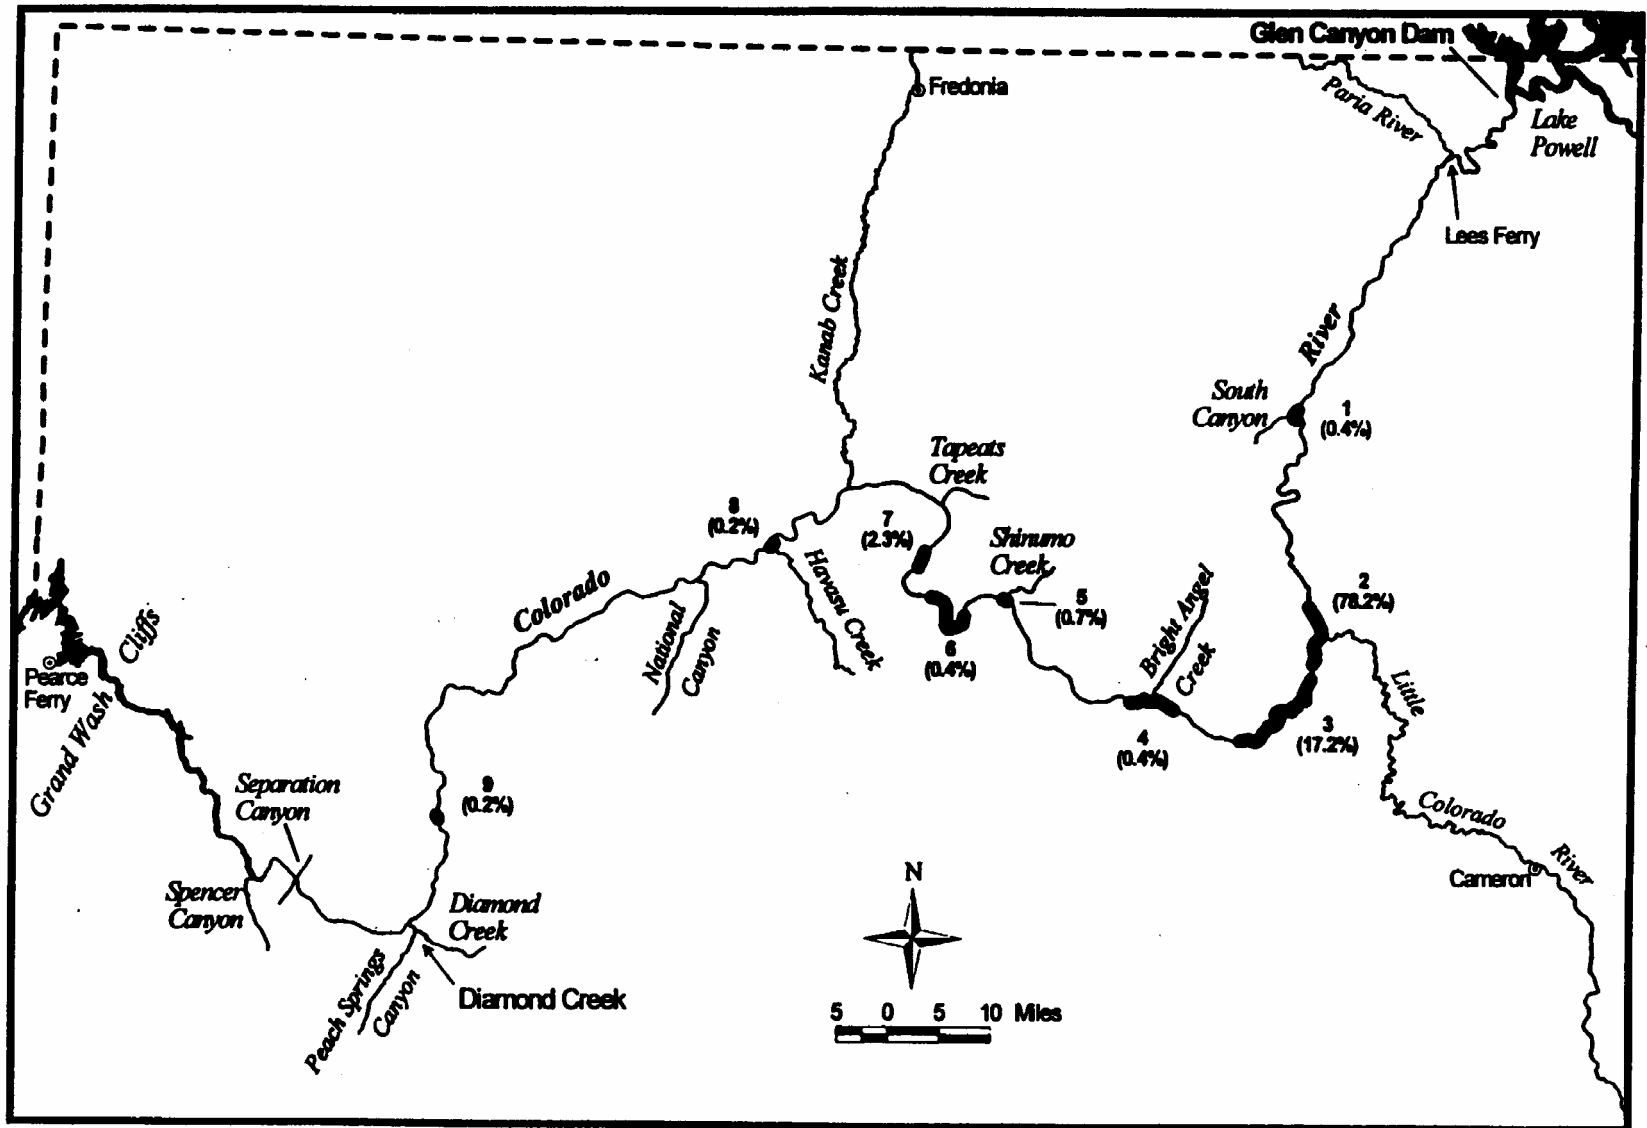 Glen Canyon Dam
Fredonia
Paria River
Lake
Powell
Lees Ferry
Kanab Creek
River
South
Canyon
1
(0.4%)
Tapeats
Creek
8
(0.2%)
7
(2.3%)
Shinumo
Creek
Havasu Creek
Bright Angel
Creek
2
(78.2%)
5
(0.7%)
Colorado
National
Canyon
6
(0.4%)
Cliffs
Grand Wash
Pearce
Ferry
Little
3
(17.2%)
4
(0.4%)
Separation
Canyon
9
(0.2%)
Colorado
River
Cameron
Spencer
Canyon
Diamond
Creek
N
Peach Springs
Canyon
Diamond Creek
5 0 5 10 Miles